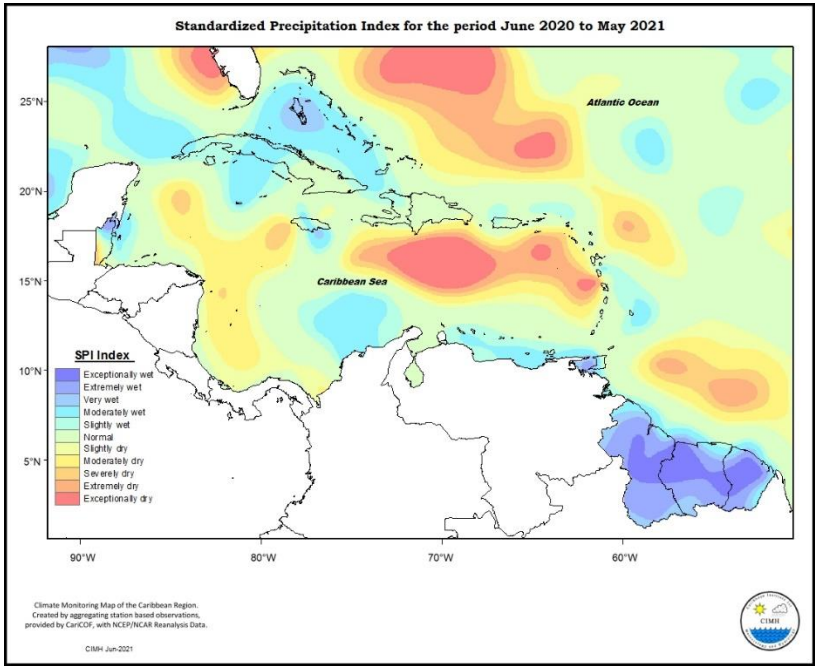 Standardized Precipitation Index for the period June 2020 to May 2021
25°N
Atlantic Ocean
20°N
15°N
Caribbean Sea
SPI Index
10°N
Exceptionally wet
Extremely wet
Very wet
Moderately wet
Slightly wet
Normal
Slightly dry
5°N
Moderately dry
Severely dry
Extremely dry
Exceptionally dry
90°W
80°W
70°W
60°W
Climate Monitoring Map of the Caribbean Region.
Created by aggregating station based observations,
provided by CariCOF, with NCEP/NCAR Reanalysis Data.
CIMH Jun-2021
CIMH